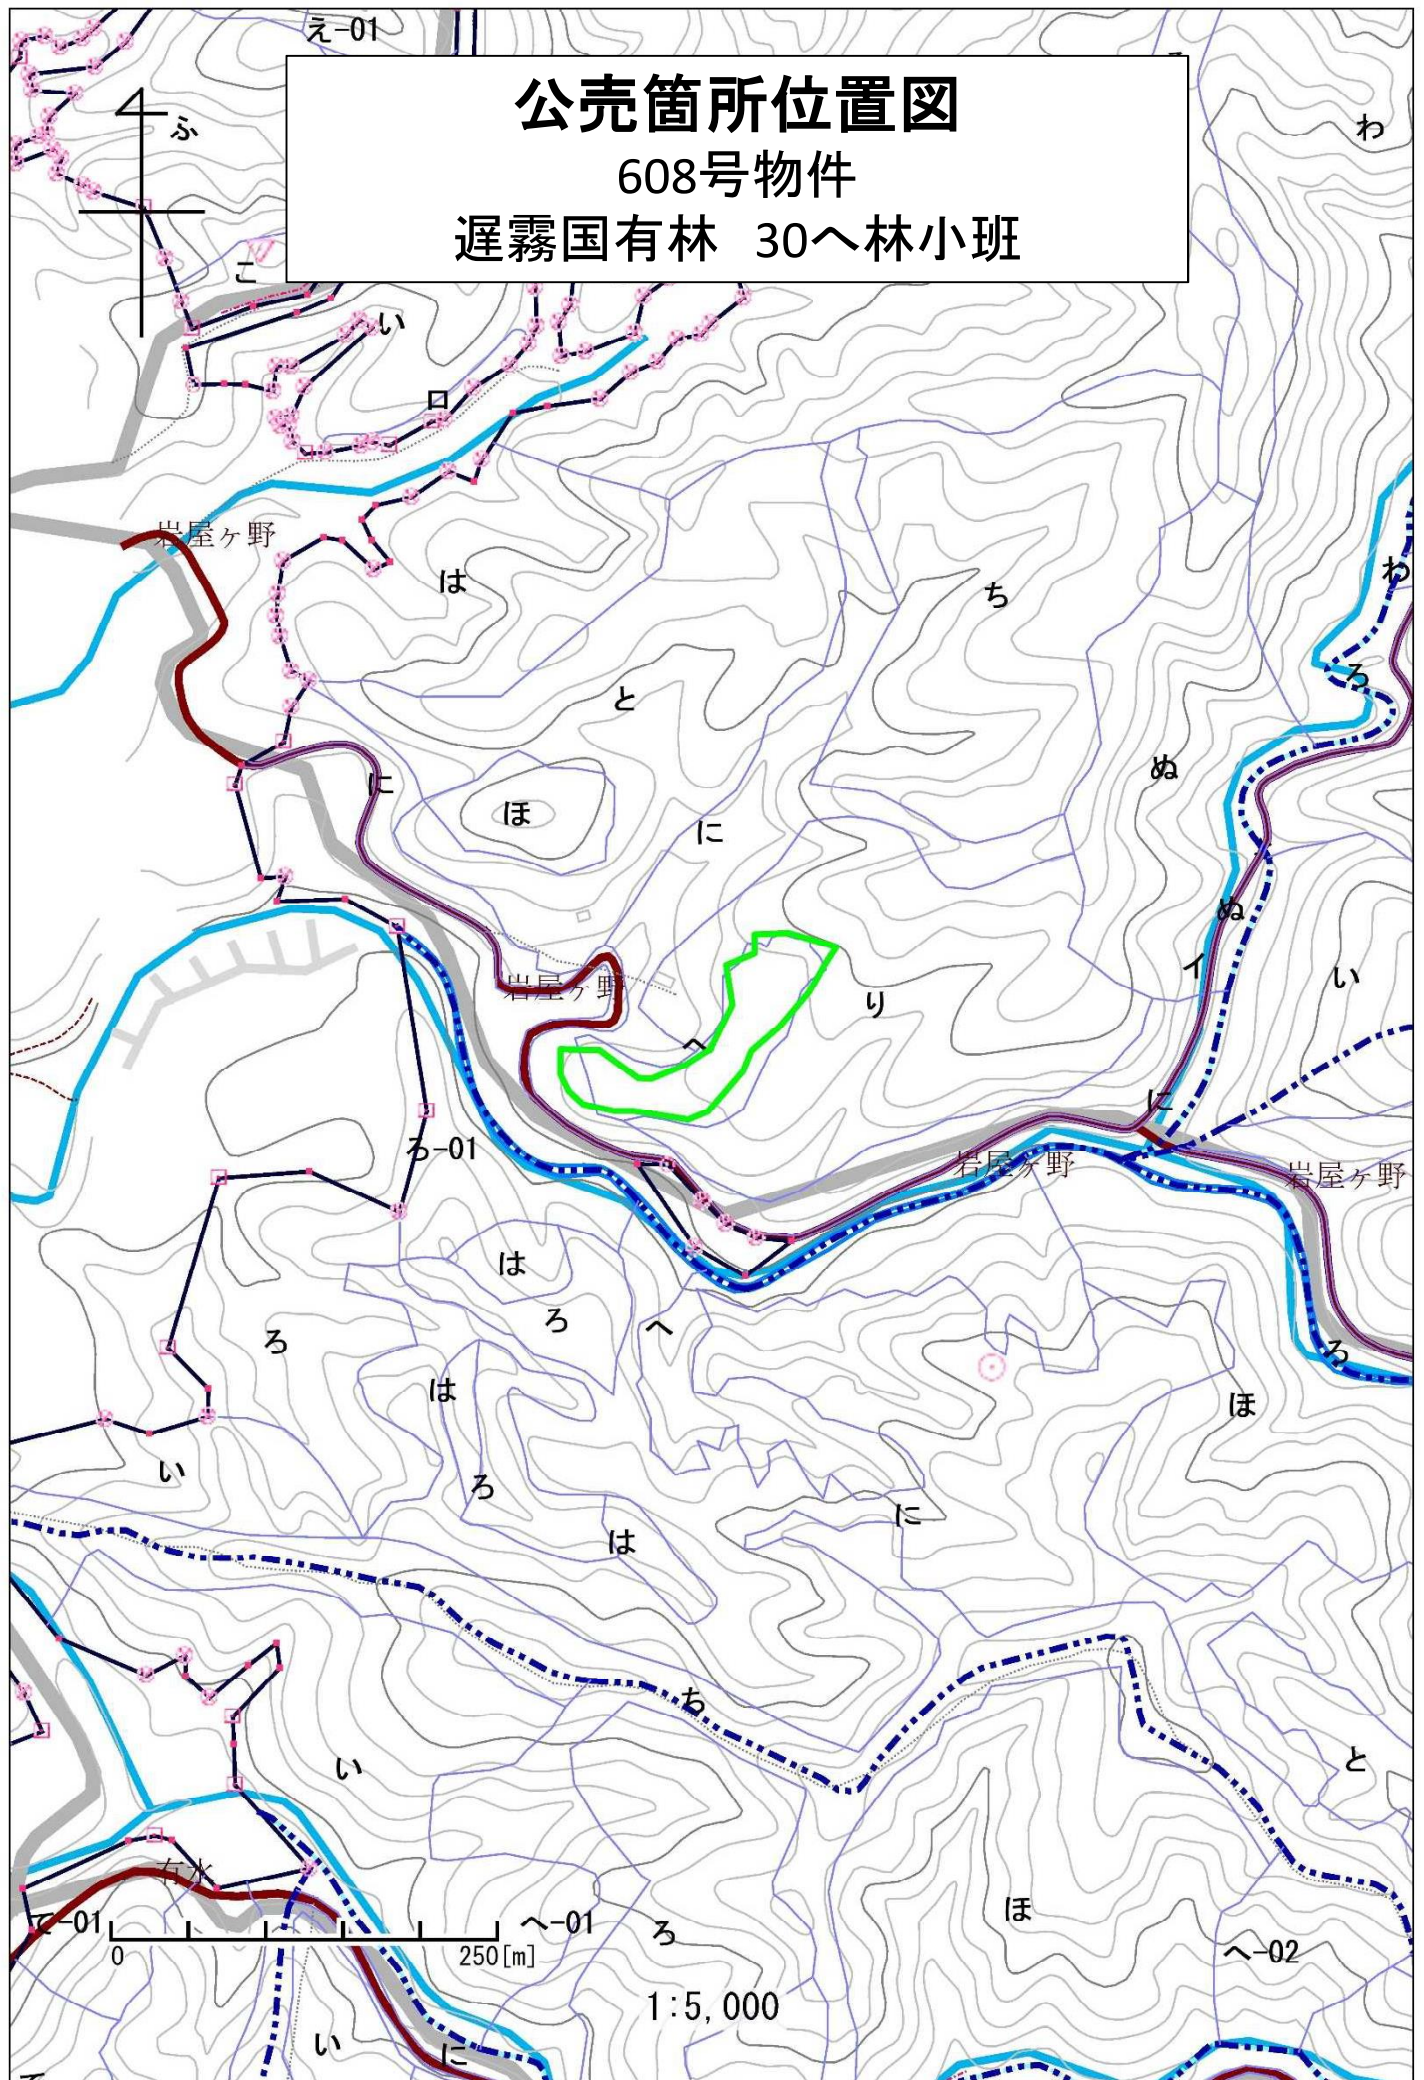 え-01
公売箇所位置図
608号物件
遅霧国有林 30へ林小班
ふ
わ
こ
い
ロ
岩屋ヶ野
は
ち
わ
と
ろ
に
ほ
に
ぬ
ぬ
イ
い
岩屋ヶ野
り
へ
に
ろ-01
岩屋ヶ野
岩屋ヶ野
は
ろ
ろ
へ
ろ
は
ほ
い
ろ
に
は
ち
い
と
有水
て-01
へ-01
ろ
ほ
へ-02
0 250[m]
1:5,000
い
に